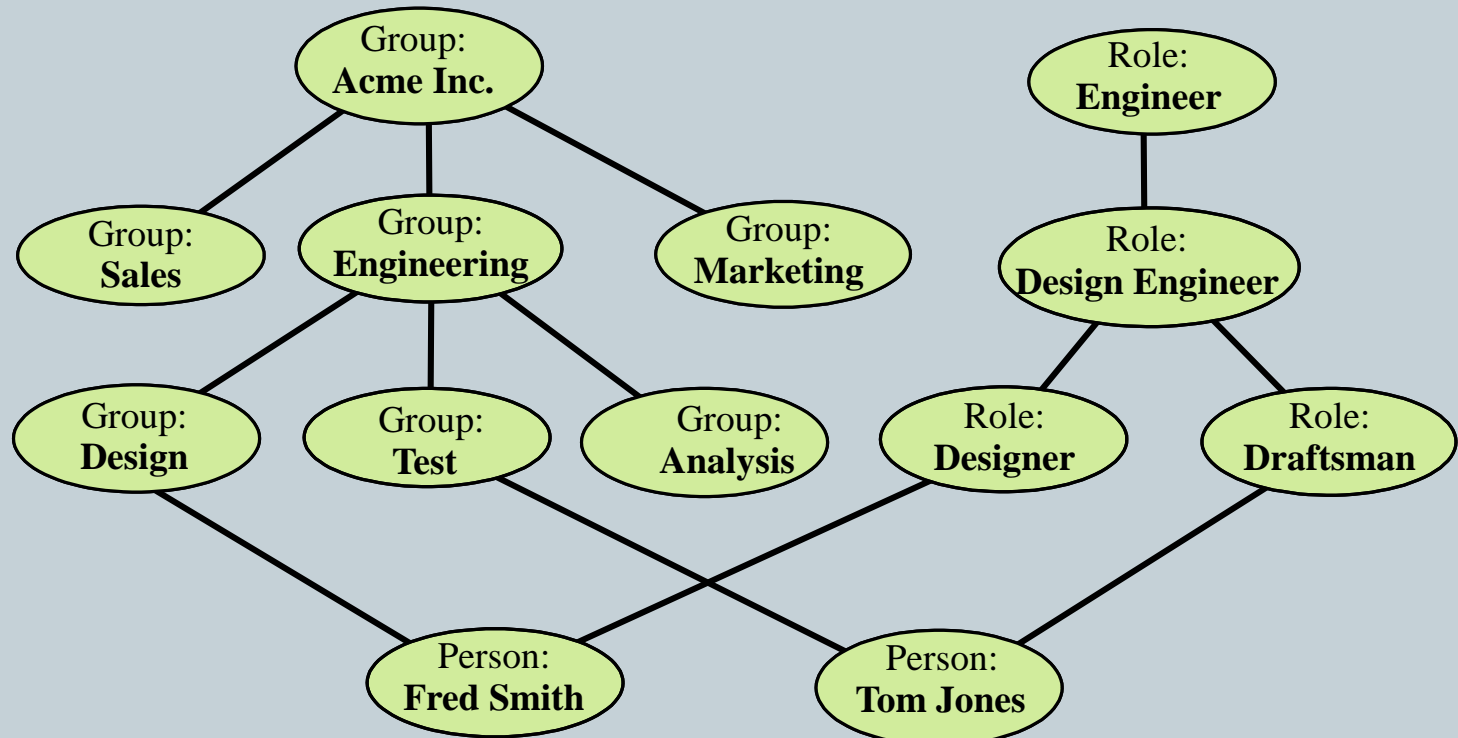 Group:
Acme Inc.
Role:
Engineer
Group:
Sales
Group:
Engineering
Group:
Marketing
Role:
Design Engineer
Group:
Design
Group:
Test
Group:
Analysis
Role:
Designer
Role:
Draftsman
Person:
Fred Smith
Person:
Tom Jones